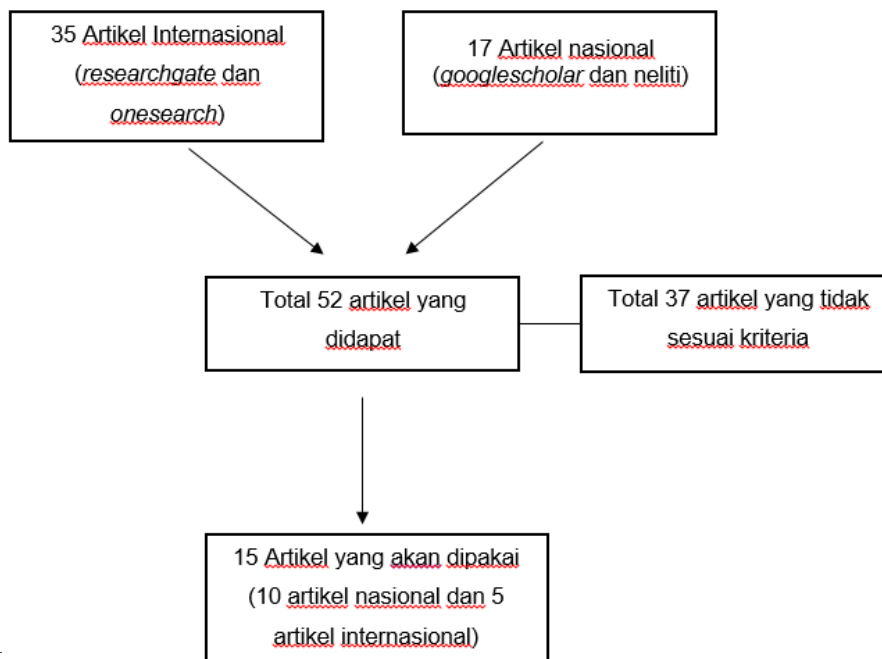 35 Artikel Internasional
(researchgate dan
onesearch)
17 Artikel nasional
(googlescholar dan neliti)
Total 52 artikel yang
didapat
Total 37 artikel yang tidak
sesuai kriteria
15 Artikel yang akan dipakai
(10 artikel nasional dan 5
artikel internasional)